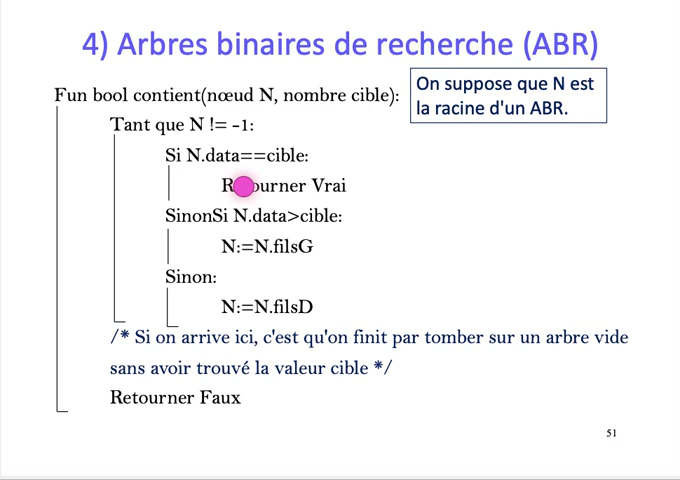 4) Arbres binaires de recherche (ABR)
Fun bool contient(nœud N, nombre cible):
On suppose que N est
la racine d'un ABR.
Tant que N != -1:
Si N.data==cible:
Retourner Vrai
SinonSi N.data>cible:
N:=N.filsG
Sinon:
N:=N.filsD
/* Si on arrive ici, c'est qu'on finit par tomber sur un arbre vide
sans avoir trouvé la valeur cible */
Retourner Faux
51